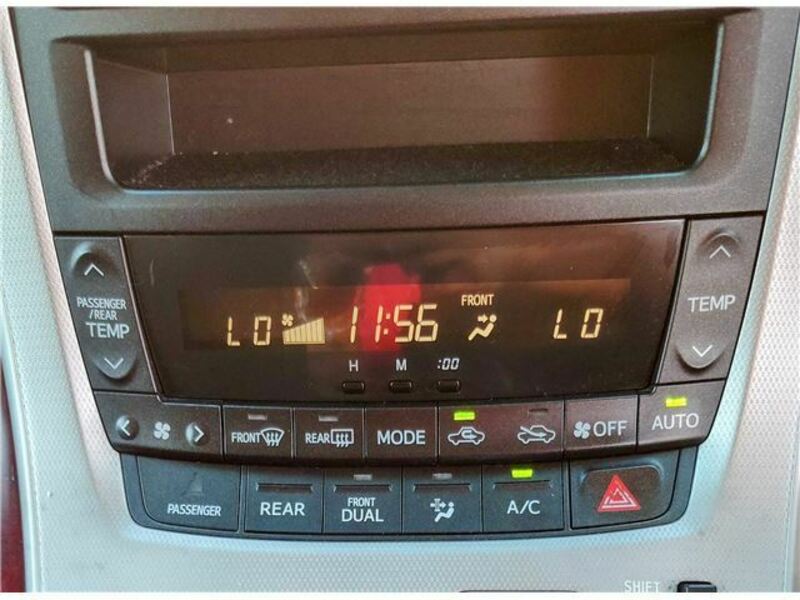 PASSENGER
/REAR
TEMP
LO
11:56
FRONT
LO
TEMP
H M :00
FRONT
REAR
MODE
OFF
AUTO
PASSENGER
REAR
FRONT
DUAL
A/C
SHIFT